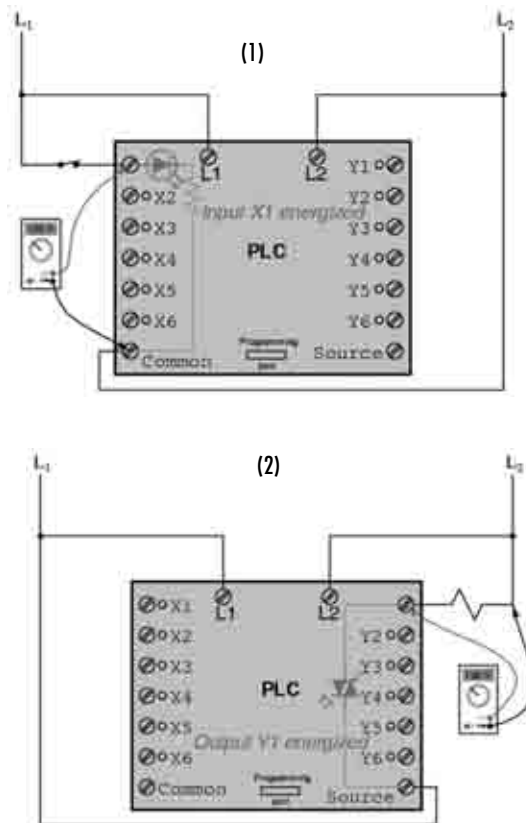 (1)
L1 L2
L1 L2 Y1
X2 Y2
Input X1 energized
X3 Y3
PLC
X4 Y4
X5 Y5
X6 Y6
Programming
Common Source
(2)
L1 L2
X1 L1 L2
X2 Y2
X3 Y3
PLC
X4 Y4
X5 Y5
Output Y1 energized
X6 Y6
Programming
Common Source